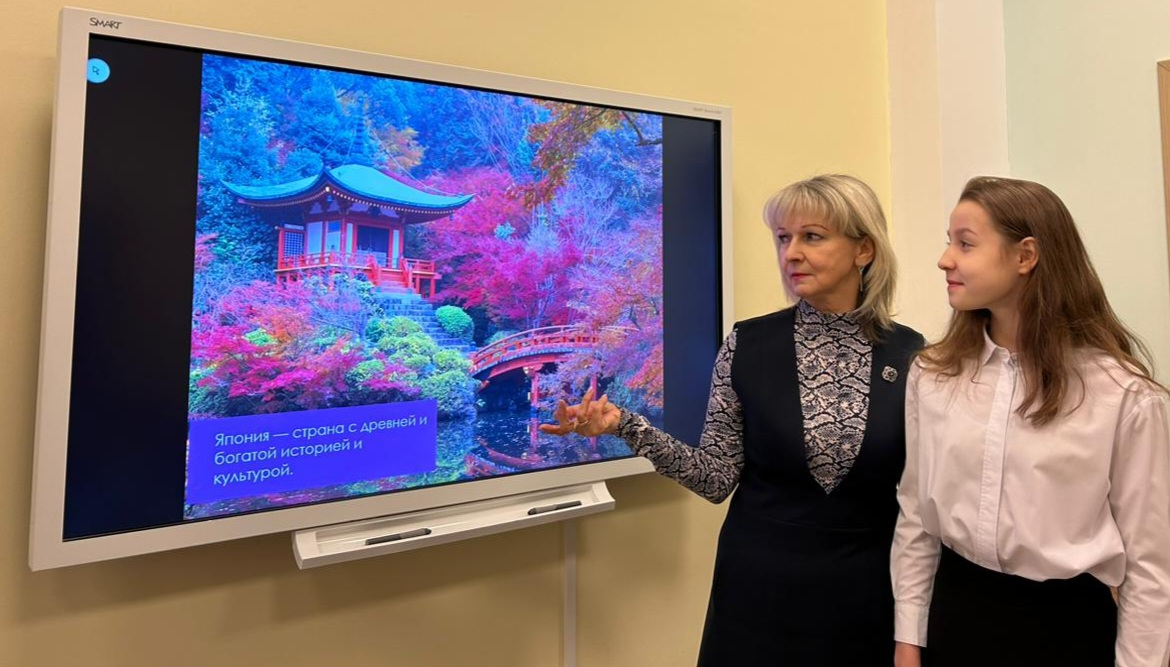 SMART
Япония — страна с древней и
богатой историей и
культурой.